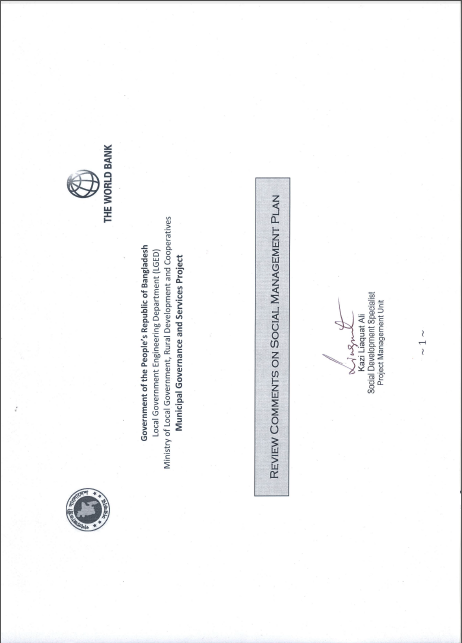 THE WORLD BANK
Government of the People's Republic of Bangladesh
Local Government Engineering Department (LGED)
Ministry of Local Government, Rural Development and Cooperatives
Municipal Governance and Services Project
REVIEW COMMENTS ON SOCIAL MANAGEMENT PLAN
Kazi Liaquat Ali
Social Development Specialist
Project Management Unit
~ 1 ~